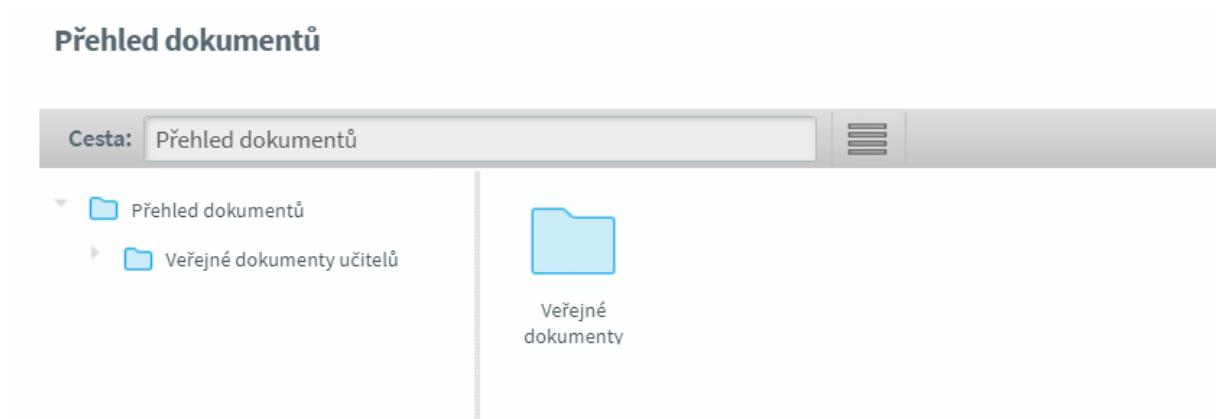 Přehled dokumentů
Cesta: Přehled dokumentů
Přehled dokumentů
Veřejné dokumenty učitelů
Veřejné
dokumenty